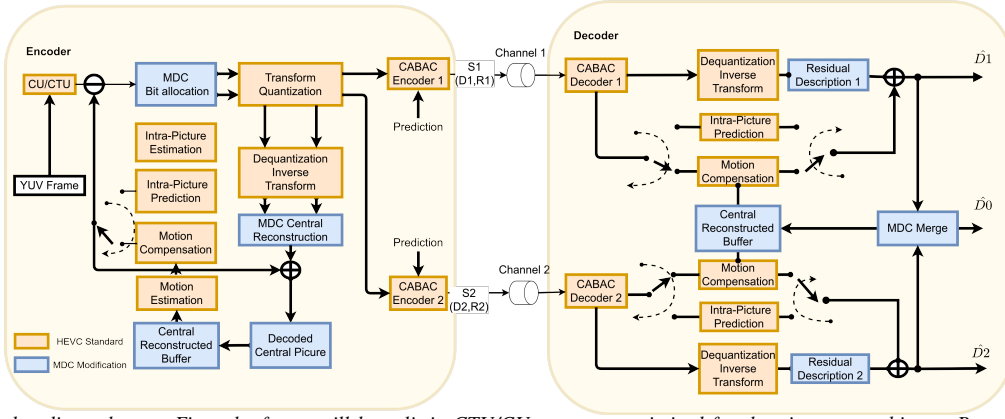 Encoder
CU/CTU
MDC
Bit allocation
Transform
Quantization
CABAC
Encoder 1
S1
(D1,R1)
Channel 1
Prediction
Intra-Picture
Estimation
Intra-Picture
Prediction
Dequantization
Inverse
Transform
YUV Frame
Motion
Compensation
MDC Central
Reconstruction
Motion
Estimation
Central
Reconstructed
Buffer
Decoded
Central Picure
HEVC Standard
MDC Modification
Prediction
CABAC
Encoder 2
S2
(D2,R2)
Channel 2
Decoder
CABAC
Decoder 1
Dequantization
Inverse
Transform
Residual
Description 1
D̂1
Intra-Picture
Prediction
Motion
Compensation
Central
Reconstructed
Buffer
MDC Merge
D̂0
CABAC
Decoder 2
Motion
Compensation
Intra-Picture
Prediction
Dequantization
Inverse
Transform
Residual
Description 2
D̂2